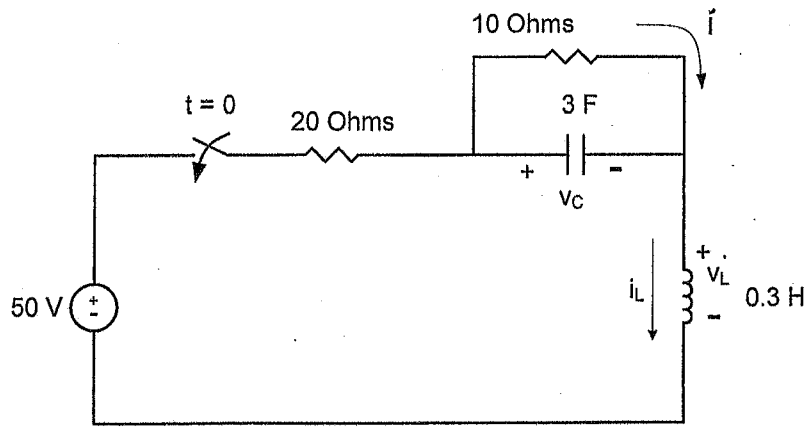 10 Ohms
i
t = 0
20 Ohms
3 F
+
-
vC
+
vL
-
iL
0.3 H
50 V
+
-